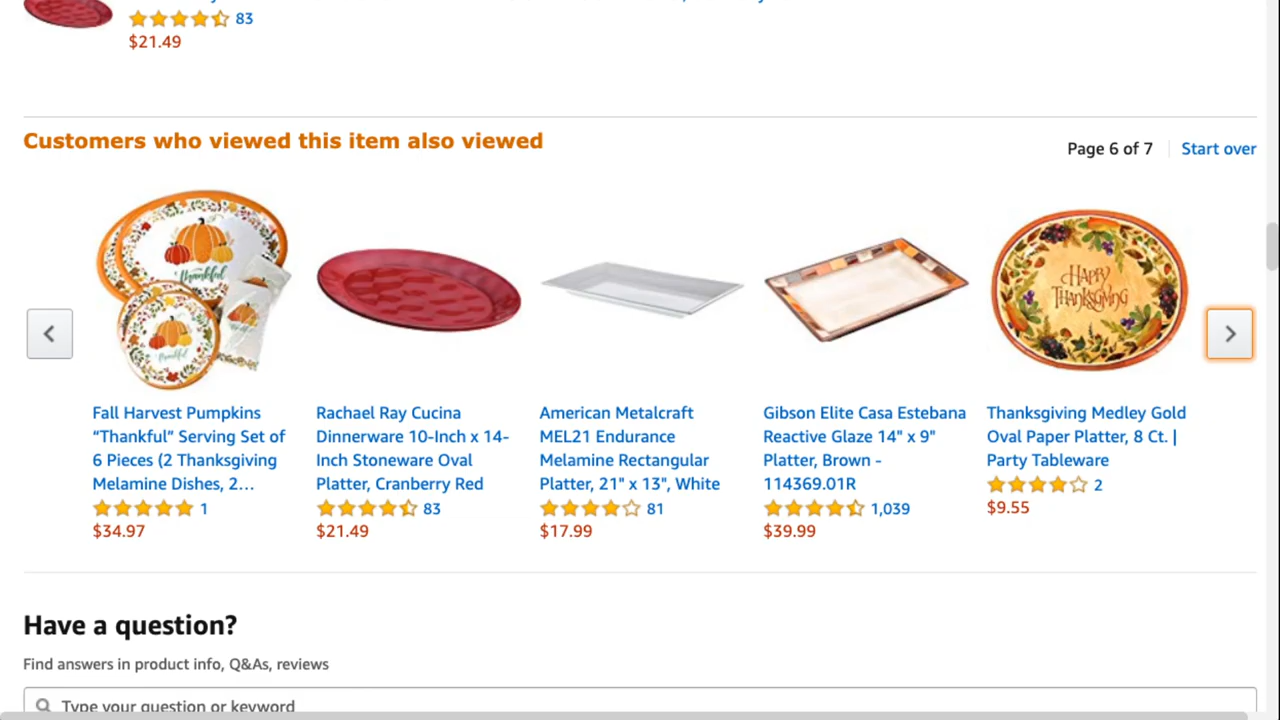 83
$21.49
Customers who viewed this item also viewed
Page 6 of 7
Start over
Thankful
Thankful
HAPPY
THANKSGIVING
Fall Harvest Pumpkins
“Thankful” Serving Set of
6 Pieces (2 Thanksgiving
Melamine Dishes, 2…
1
$34.97
Rachael Ray Cucina
Dinnerware 10-Inch x 14-
Inch Stoneware Oval
Platter, Cranberry Red
83
$21.49
American Metalcraft
MEL21 Endurance
Melamine Rectangular
Platter, 21" x 13", White
81
$17.99
Gibson Elite Casa Estebana
Reactive Glaze 14" x 9"
Platter, Brown -
114369.01R
1,039
$39.99
Thanksgiving Medley Gold
Oval Paper Platter, 8 Ct. |
Party Tableware
2
$9.55
Have a question?
Find answers in product info, Q&As, reviews
Type your question or keyword